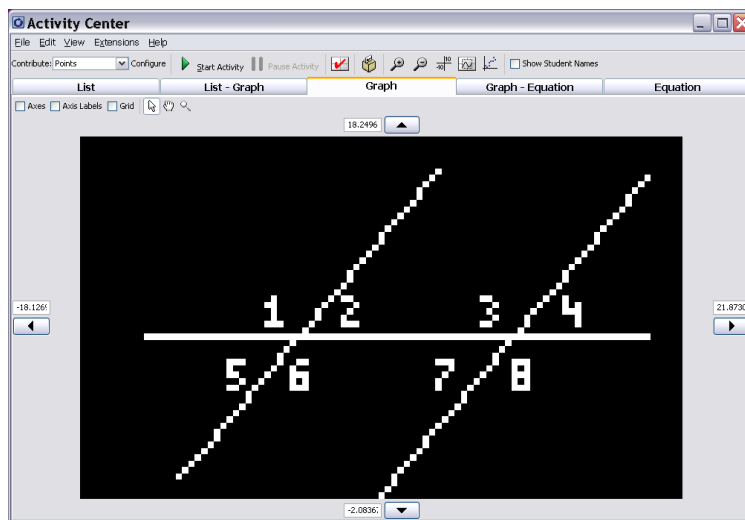 Activity Center
File Edit View Extensions Help
Contribute: Points Configure Start Activity Pause Activity Show Student Names
List List - Graph Graph Graph - Equation Equation
Axes Axis Labels Grid
18.2496
-18.126
21.8730
1 2 3 4
5 6 7 8
-2.0836